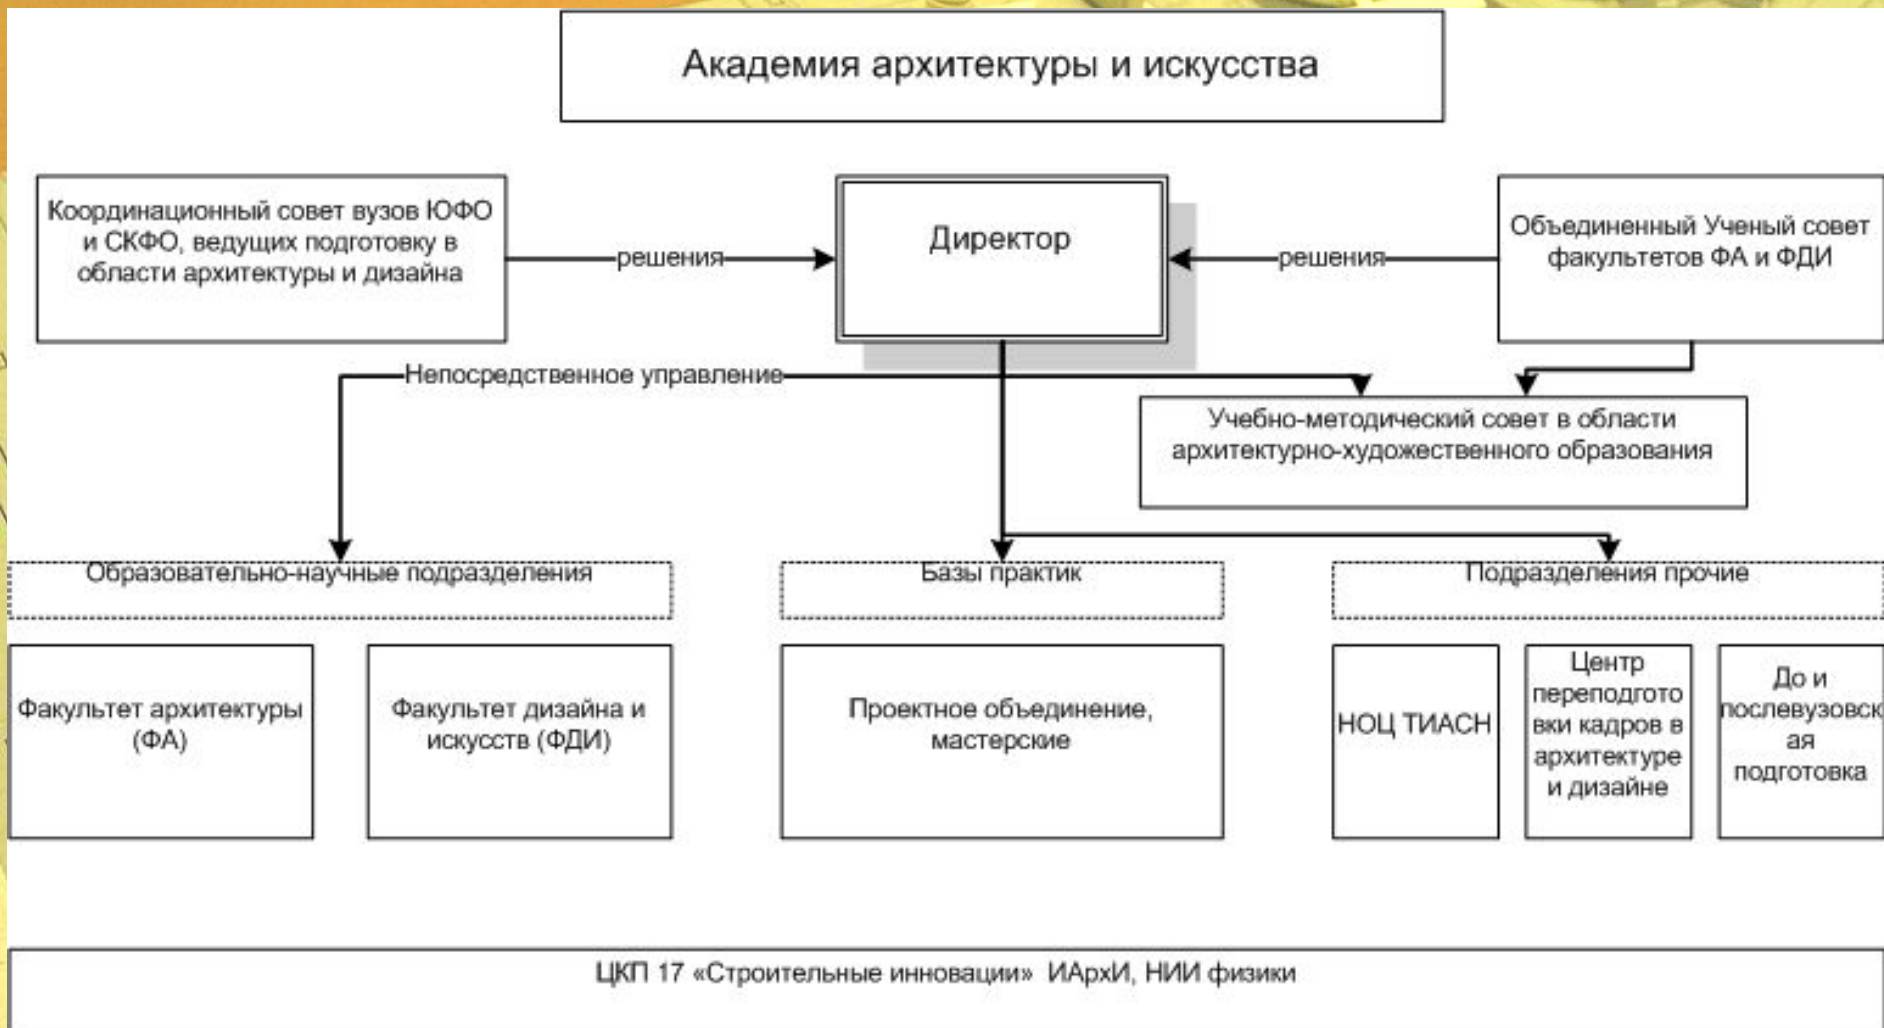 Академия архитектуры и искусства
Координационный совет вузов ЮФО
и СКФО, ведущих подготовку в
области архитектуры и дизайна
решения
Директор
решения
Объединенный Ученый совет
факультетов ФА и ФДИ
Непосредственное управление
Учебно-методический совет в области
архитектурно-художественного образования
Образовательно-научные подразделения
Базы практик
Подразделения прочие
Факультет архитектуры
(ФА)
Факультет дизайна и
искусств (ФДИ)
Проектное объединение,
мастерские
НОЦ ТИАСН
Центр
переподгото
вки кадров в
архитектуре
и дизайне
До и
послевузовск
ая
подготовка
ЦКП 17 «Строительные инновации» ИАрхИ, НИИ физики